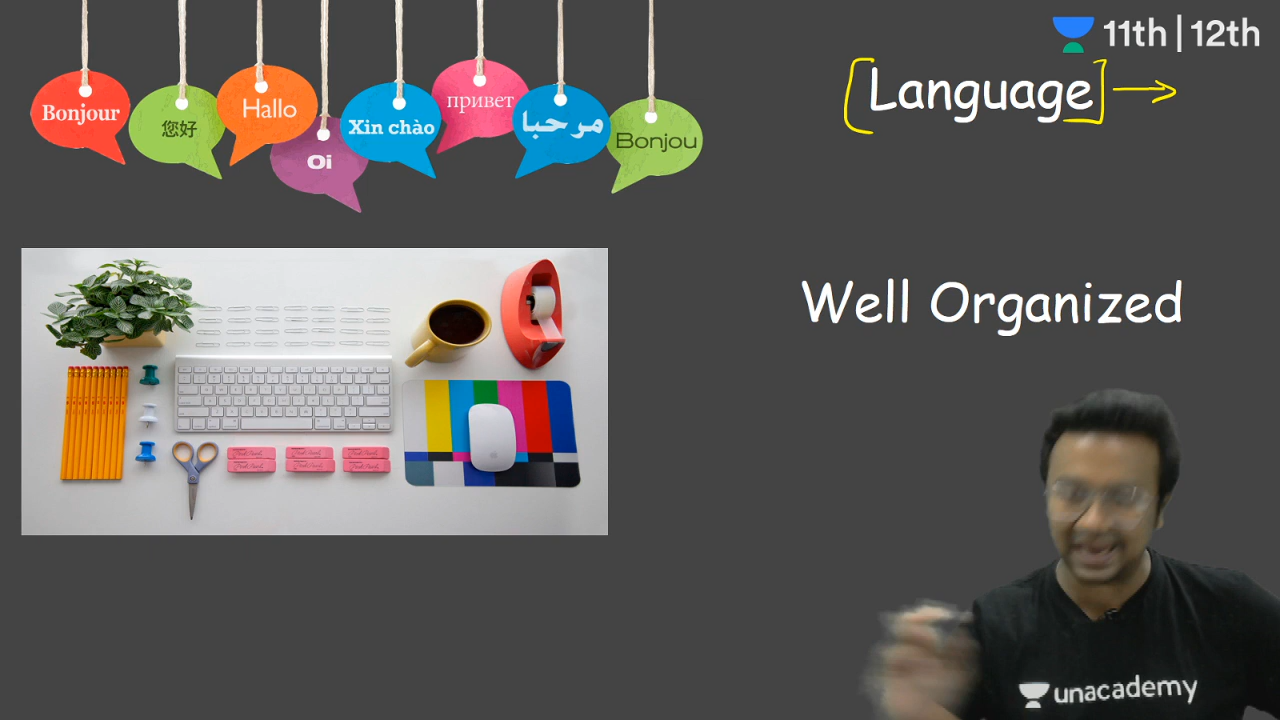 11th | 12th
[Language] →
Bonjour
您好
Hallo
Oi
Xin chào
привет
مرحبا
Bonjou
Well Organized
unacademy